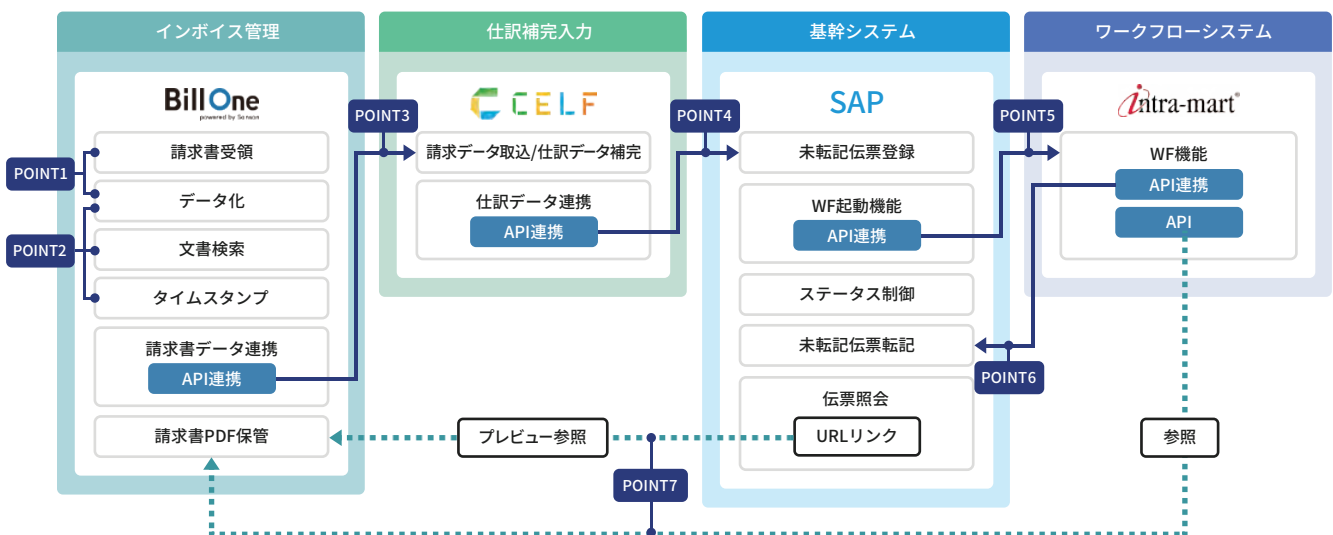 インボイス管理
Bill One
powered by Sansan
請求書受領
データ化
文書検索
タイムスタンプ
請求書データ連携
API連携
請求書PDF保管
POINT1
POINT2
POINT3
仕訳補完入力
CELF
請求データ取込/仕訳データ補完
仕訳データ連携
API連携
POINT4
基幹システム
SAP
未転記伝票登録
WF起動機能
API連携
ステータス制御
未転記伝票転記
伝票照会
URLリンク
POINT5
ワークフローシステム
intra-mart®
WF機能
API連携
API
POINT6
プレビュー参照
参照
POINT7